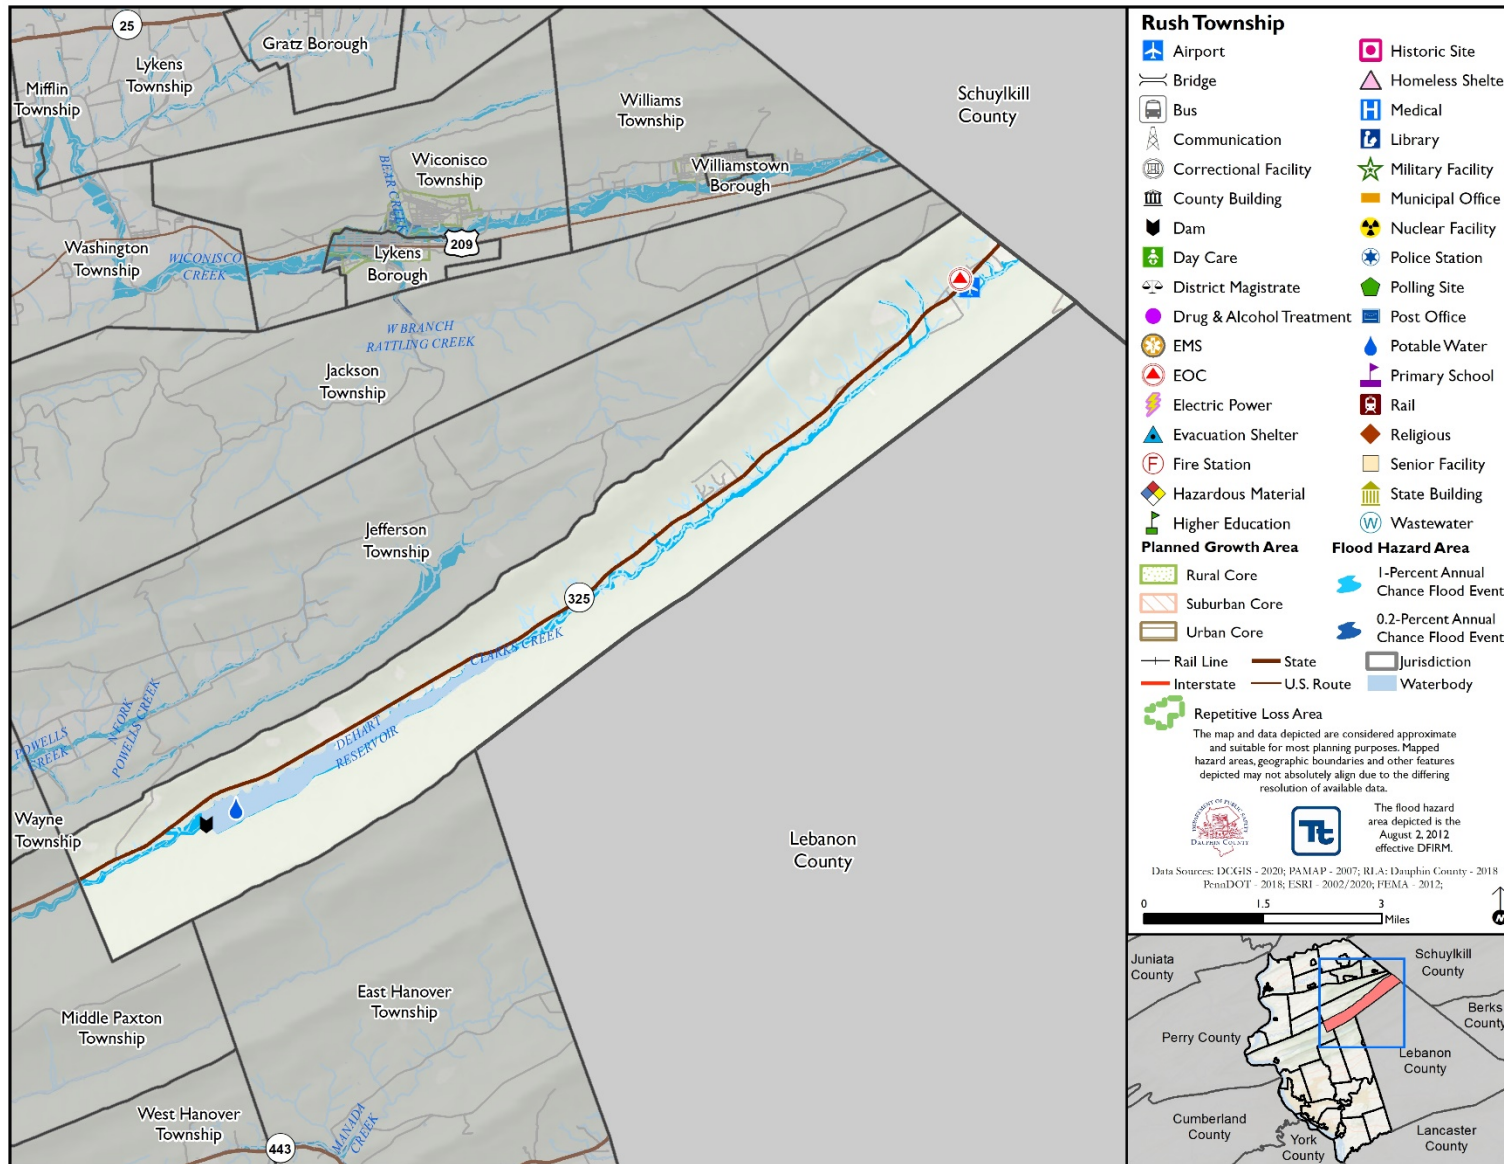 25
Gratz Borough
Lykens
Township
Mifflin
Township
Williams
Township
Schuylkill
County
Wiconisco
Township
BEAR CREEK
Williamstown
Borough
209
Washington
Township
WICONISCO
CREEK
Lykens
Borough
W BRANCH
RATTLING CREEK
Jackson
Township
Jefferson
Township
325
CLARKS CREEK
DEHART
RESERVOIR
N FORK
POWELLS CREEK
POWELLS
CREEK
Wayne
Township
Lebanon
County
East Hanover
Township
Middle Paxton
Township
West Hanover
Township
MANADA
CREEK
443
Rush Township
Airport
Bridge
Bus
Communication
Correctional Facility
County Building
Dam
Day Care
District Magistrate
Drug & Alcohol Treatment
EMS
EOC
Electric Power
Evacuation Shelter
F Fire Station
Hazardous Material
Higher Education
Historic Site
Homeless Shelte
H Medical
Library
Military Facility
Municipal Office
Nuclear Facility
Police Station
Polling Site
Post Office
Potable Water
Primary School
Rail
Religious
Senior Facility
State Building
W Wastewater
Planned Growth Area
Rural Core
Suburban Core
Urban Core
Flood Hazard Area
1-Percent Annual
Chance Flood Event
0.2-Percent Annual
Chance Flood Event
Rail Line State Jurisdiction
Interstate U.S. Route Waterbody
Repetitive Loss Area
The map and data depicted are considered approximate
and suitable for most planning purposes. Mapped
hazard areas, geographic boundaries and other features
depicted may not absolutely align due to the differing
resolution of available data.
DEPARTMENT OF PUBLIC SAFETY
DAUPHIN COUNTY
Tt
The flood hazard
area depicted is the
August 2, 2012
effective DFIRM.
Data Sources: DCGIS - 2020; PAMAP - 2007; RLA: Dauphin County - 2018
PennDOT - 2018; ESRI - 2002/2020; FEMA - 2012;
0 1.5 3
Miles
N
Juniata
County
Schuylkill
County
Berks
County
Perry County
Lebanon
County
Cumberland
County
York
County
Lancaster
County